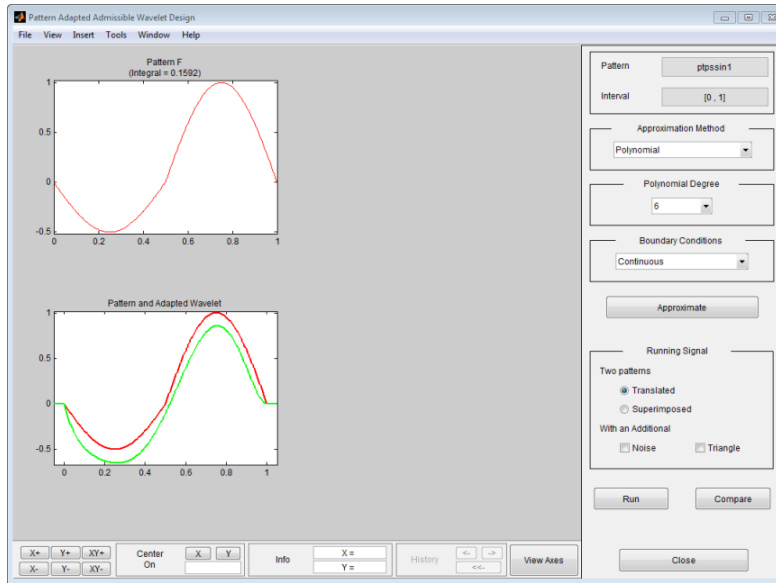 Pattern Adapted Admissible Wavelet Design
File View Insert Tools Window Help
Pattern F
(Integral = 0.1592)
1
0.5
0
-0.5
0 0.2 0.4 0.6 0.8 1
Pattern and Adapted Wavelet
1
0.5
0
-0.5
0 0.2 0.4 0.6 0.8 1
Pattern ptpssin1
Interval [0 , 1]
Approximation Method
Polynomial
Polynomial Degree
6
Boundary Conditions
Continuous
Approximate
Running Signal
Two patterns
Translated
Superimposed
With an Additional
Noise Triangle
Run Compare
Close
X+ Y+ XY+
X- Y- XY-
Center
On
X Y
Info
X =
Y =
History
<- ->
<<-
View Axes